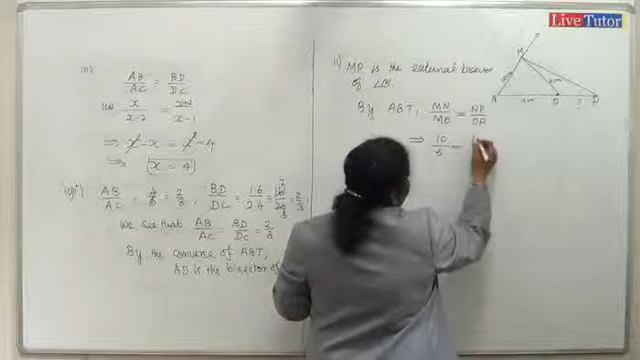 LiveTutor
iii)
AB/AC = BD/DC
x/x-2 = x+2/x-1
⇒ x²-x = x²-4
⇒ x = 4
iv) AB/AC = 4/6 = 2/3, BD/DC = 1.6/2.4 = 16/24 = 2/3,
We see that AB/AC = BD/DC = 2/3
By the converse of ABT,
AD is the bisector of
ii) MP is the external bisector
of
By ABT, MN/MO = NP/OP
⇒ 10/5 =
M
N
O
P
?